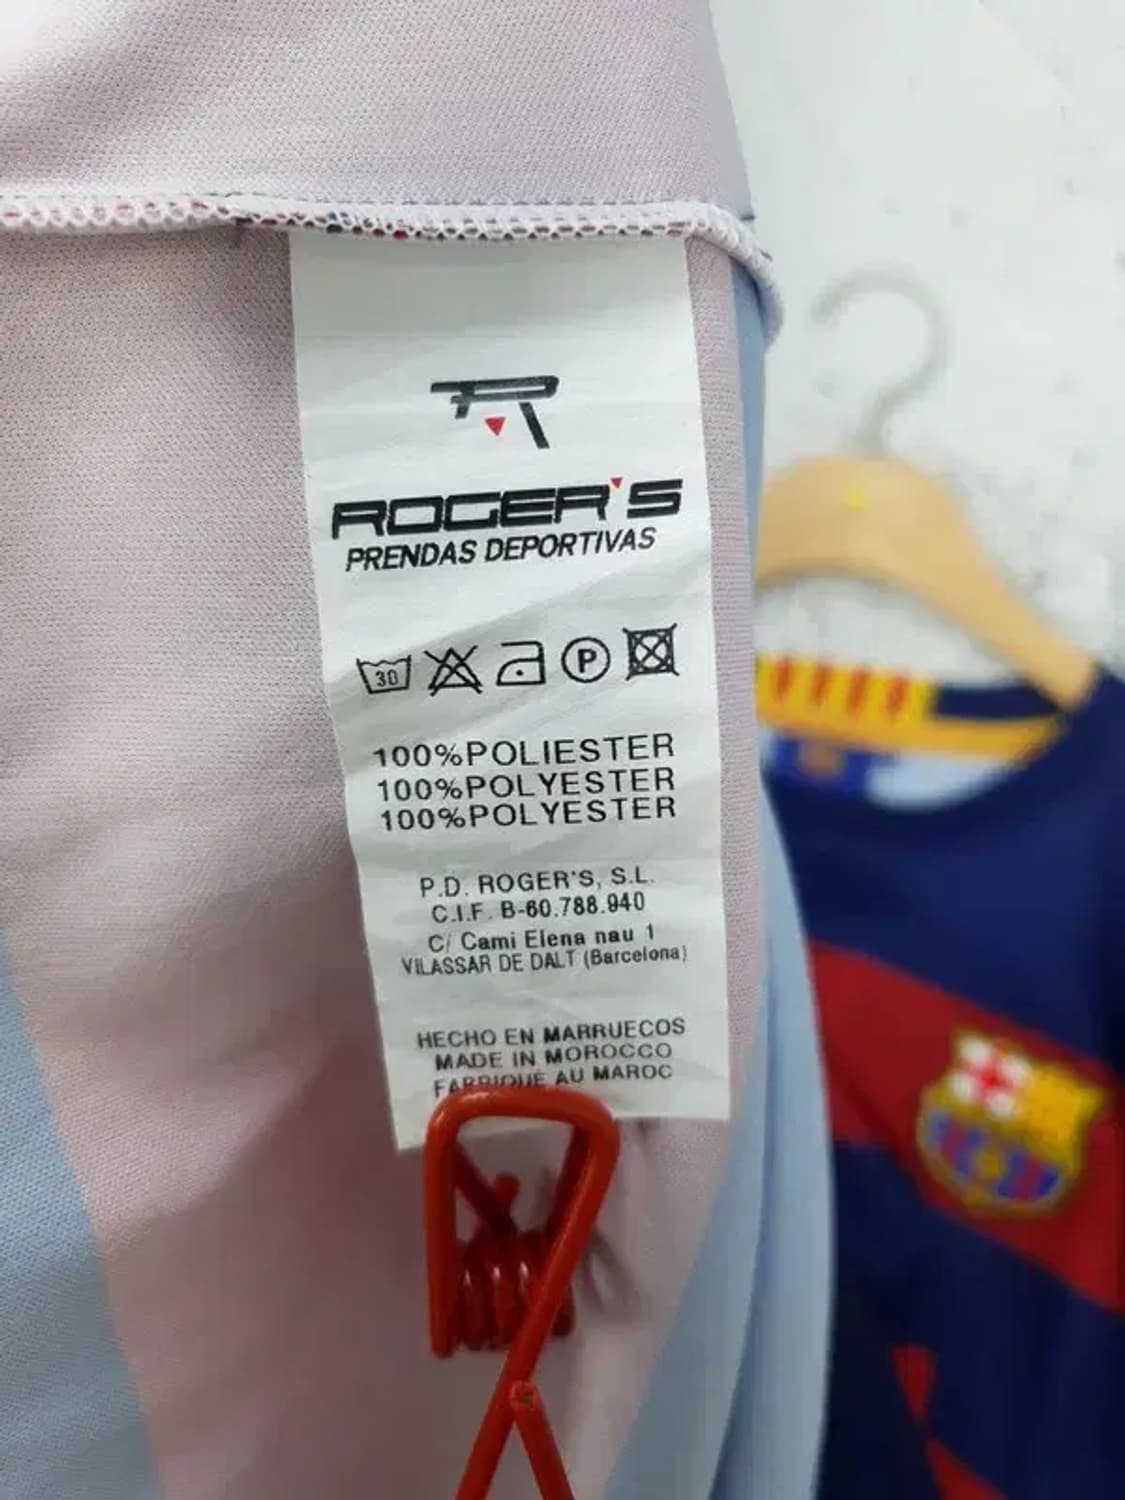 ROGER'S
PRENDAS DEPORTIVAS
30
P
100%POLIESTER
100%POLYESTER
100%POLYESTER
P.D. ROGER'S, S.L.
C.I.F. B-60.788.940
C/ Cami Elena nau 1
VILASSAR DE DALT (Barcelona)
HECHO EN MARRUECOS
MADE IN MOROCCO
FABRIQUE AU MAROC